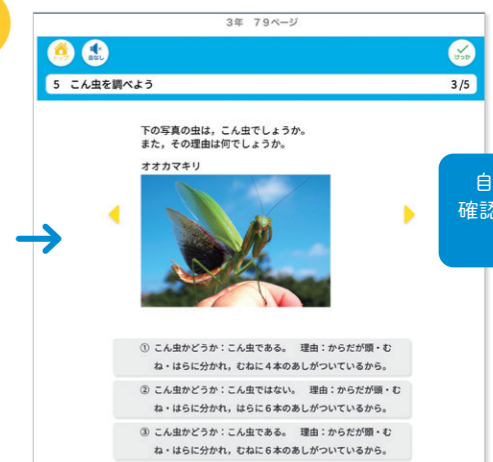 3年 79ページ
トップ
音なし
けっか
5 こん虫を調べよう
3/5
下の写真の虫は，こん虫でしょうか。
また，その理由は何でしょうか。
オオカマキリ
自
確認
① こん虫かどうか：こん虫である。 理由：からだが頭・む
ね・はらに分かれ，むねに4本のあしがついているから。
② こん虫かどうか：こん虫ではない。 理由：からだが頭・む
ね・はらに分かれ，はらに6本のあしがついているから。
③ こん虫かどうか：こん虫である。 理由：からだが頭・む
ね・はらに分かれ，むねに6本のあしがついているから。